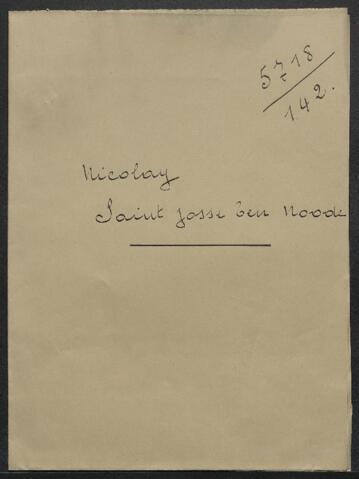 5718
142.
Nicolay
Saint Josse ten Noode